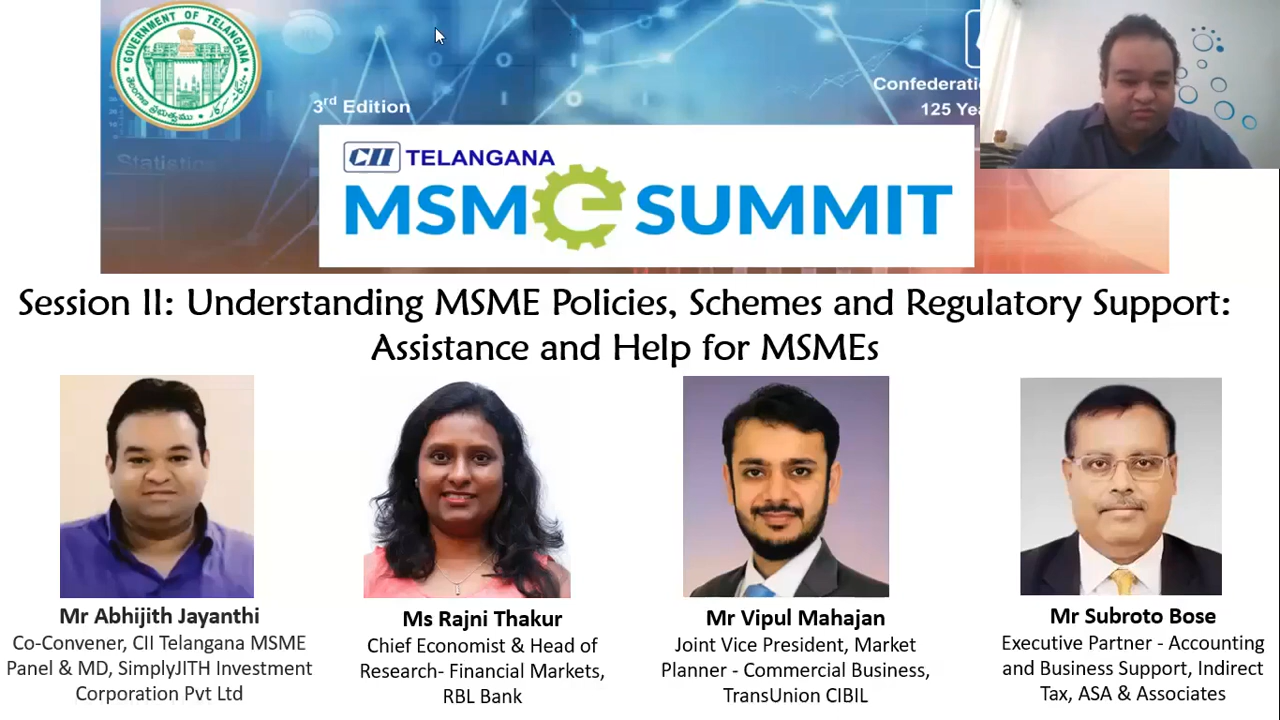 GOVERNMENT OF TELANGANA
3rd Edition
Confederati
125 Yea
Statistic
CII TELANGANA
MSMe SUMMIT
Session II: Understanding MSME Policies, Schemes and Regulatory Support:
Assistance and Help for MSMEs
Mr Abhijith Jayanthi
Co-Convener, CII Telangana MSME
Panel & MD, SimplyJITH Investment
Corporation Pvt Ltd
Ms Rajni Thakur
Chief Economist & Head of
Research- Financial Markets,
RBL Bank
Mr Vipul Mahajan
Joint Vice President, Market
Planner - Commercial Business,
TransUnion CIBIL
Mr Subroto Bose
Executive Partner - Accounting
and Business Support, Indirect
Tax, ASA & Associates